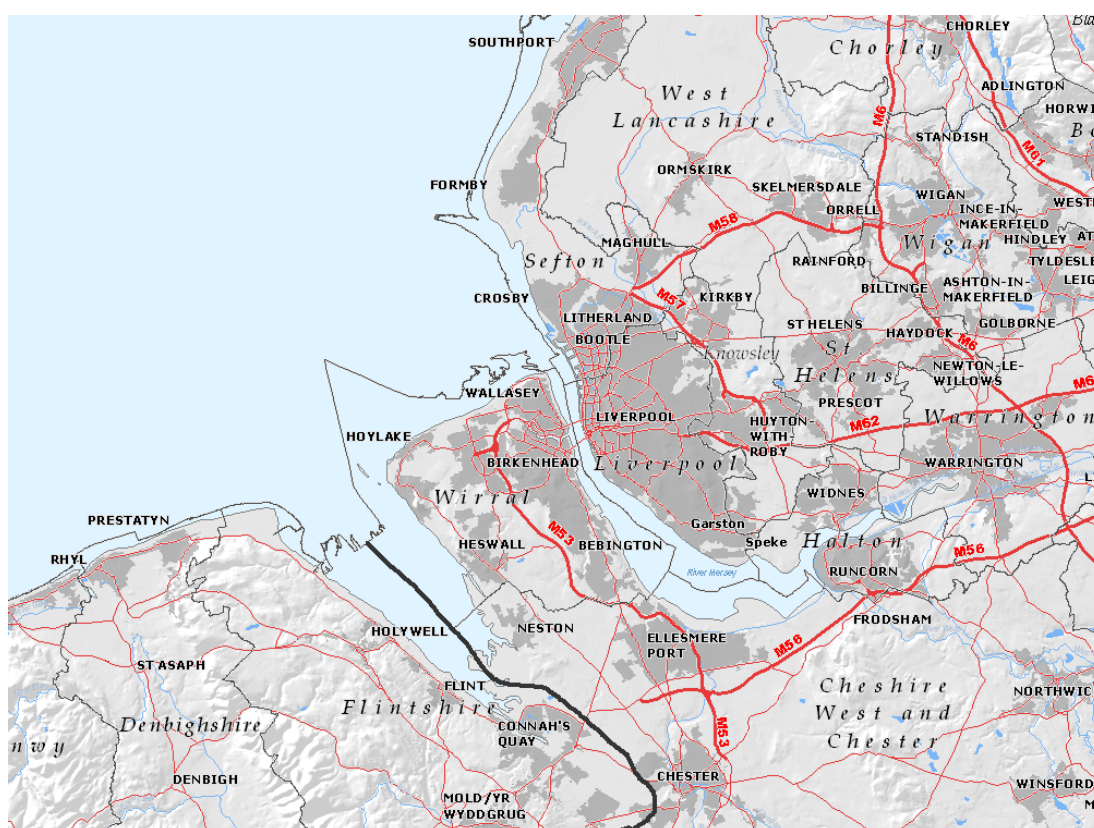 CHORLEY
Chorley
SOUTHPORT
ADLINGTON
West
Lancashire
M6
STANDISH
M61
ORMSKIRK
SKELMERSDALE
FORMBY
WIGAN
ORRELL
INCE-IN-
MAKERFIELD
M58
MAGHULL
Wigan
HINDLEY
Sefton
RAINFORD
BILLINGE
ASHTON-IN-
MAKERFIELD
CROSBY
M57
KIRKBY
LITHERLAND
ST HELENS
GOLBORNE
BOOTLE
HAYDOCK
M6
Knowsley
St
Helens
NEWTON-LE-
WILLOWS
WALLASEY
PRESCOT
LIVERPOOL
HUYTON-
WITH-
ROBY
M62
Warrington
HOYLAKE
BIRKENHEAD
Liverpool
WARRINGTON
Wirral
WIDNES
PRESTATYN
Garston
M53
HESWALL
BEBINGTON
Speke
Halton
M56
RHYL
River Mersey
RUNCORN
HOLYWELL
NESTON
FRODSHAM
ELLESMERE
PORT
M56
ST ASAPH
FLINT
Flintshire
Cheshire
West and
Chester
Denbighshire
CONNAH'S
QUAY
M53
DENBIGH
CHESTER
MOLD/YR
WYDDGRUG